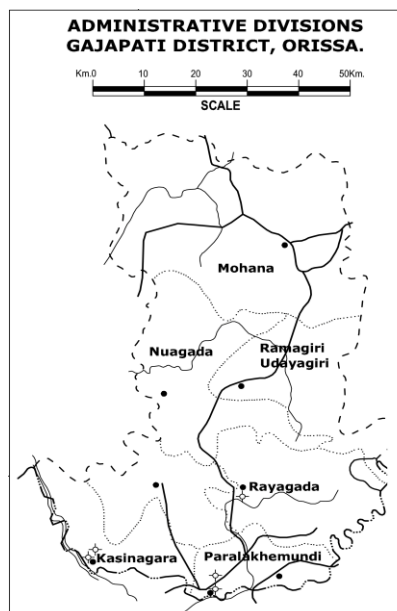 ADMINISTRATIVE DIVISIONS
GAJAPATI DISTRICT, ORISSA.
Km.0 10 20 30 40 50Km.
SCALE
Mohana
Nuagada
Ramagiri
Udayagiri
Rayagada
Kasinagara
Paralakhemundi